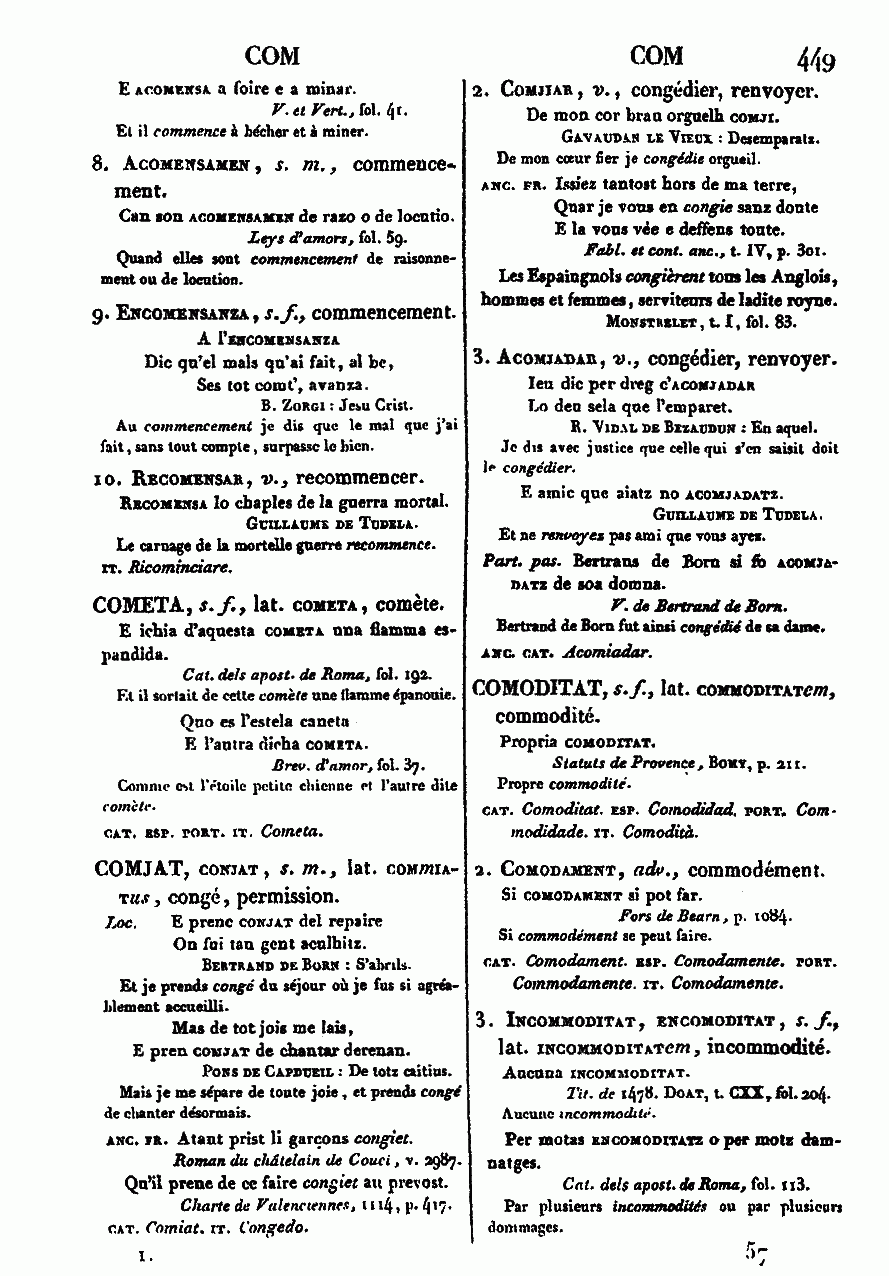 COM
E ACOMENSA a foire e a minar.
V. et Vert., fol. 41.
Et il commence à bécher et à miner.
8. ACOMENSAMEN, s. m., commence-
ment.
Can son ACOMENSAMEN de razo o de locutio.
Leys d'amors, fol. 59.
Quand elles sont commencement de raisonne-
ment ou de locution.
9. ENCOMENSANZA, s. f., commencement.
A l'ENCOMENSANZA
Dic qu'el mals qu'ai fait, al be,
Ses tot comt', avanza.
B. ZORGI : Jesu Crist.
Au commencement je dis que le mal que j'ai
fait, sans tout compte, surpasse le bien.
10. RECOMENSAR, v., recommencer.
RECOMENSA lo chaples de la guerra mortal.
GUILLAUME DE TUDELA.
Le carnage de la mortelle guerre recommence.
IT. Ricominciare.
COMETA, s. f., lat. COMETA, comète.
E ichia d'aquesta COMETA una flamma es-
pandida.
Cat. dels apost. de Roma, fol. 192.
Et il sortait de cette comète une flamme épanouie.
Quo es l'estela caneta
E l'autra dicha COMETA.
Brev. d'amor, fol. 37.
Comme est l'étoile petite chienne et l'autre dite
comète.
CAT. ESP. PORT. IT. Cometa.
COMJAT, CONJAT, s. m., lat. COMMIA-
TUS, congé, permission.
Loc. E prenc CONJAT del repaire
On fui tan gent aculhitz.
BERTRAND DE BORN : S'abrils.
Et je prends congé du séjour où je fus si agréa-
blement accueilli.
Mas de tot jois me lais,
E pren CONJAT de chantar derenan.
PONS DE CAPDUEIL : De totz caitius.
Mais je me sépare de toute joie, et prends congé
de chanter désormais.
ANC. FR. Atant prist li garçons congiet.
Roman du châtelain de Couci, v. 2987.
Qu'il prene de ce faire congiet au prevost.
Charte de Valenciennes, 1114, p. 417.
CAT. Comiat. IT. Congedo.
I.
COM 449
2. COMJIAR, v., congédier, renvoyer.
De mon cor bran orguelh COMJI.
GAVAUDAN LE VIEUX : Desemparatz.
De mon cœur fier je congédie orgueil.
ANC. FR. Issiez tantost hors de ma terre,
Quar je vous en congie sanz doute
E la vous vée e deffens toute.
Fabl. et cont. anc., t. IV, p. 301.
Les Espaingnols congièrent tous les Anglois,
hommes et femmes, serviteurs de ladite royne.
MONSTRELET, t. I, fol. 83.
3. ACOMJADAR, v., congédier, renvoyer.
Ieu dic per dreg c'ACOMJADAR
Lo deu sela que l'emparet.
R. VIDAL DE BEZAUDUN : En aquel.
Je dis avec justice que celle qui s'en saisit doit
le congédier.
E amic que aiatz no ACOMJADATZ.
GUILLAUME DE TUDELA.
Et ne renvoyez pas ami que vous ayez.
Part. pas. Bertrans de Born si fo ACOMJA-
DATZ de soa domna.
V. de Bertrand de Born.
Bertrand de Born fut ainsi congédié de sa dame.
ANC. CAT. Acomiadar.
COMODITAT, s. f., lat. COMMODITATem,
commodité.
Propria COMODITAT.
Statuts de Provence, BOMY, p. 211.
Propre commodité.
CAT. Comoditat. ESP. Comodidad. PORT. Com-
modidade. IT. Comodità.
2. COMODAMENT, adv., commodément.
Si COMODAMENT si pot far.
Fors de Bearn, p. 1084.
Si commodément se peut faire.
CAT. Comodament. ESP. Comodamente. PORT.
Commodamente. IT. Comodamente.
3. INCOMMODITAT, ENCOMODITAT, s. f.,
lat. INCOMMODITATem, incommodité.
Aucuna INCOMMODITAT.
Tit. de 1478. DOAT, t. CXX, fol. 204.
Aucune incommodité.
Per motas ENCOMODITATZ o per motz dam-
natges.
Cat. dels apost. de Roma, fol. 113.
Par plusieurs incommodités ou par plusieurs
dommages.
57